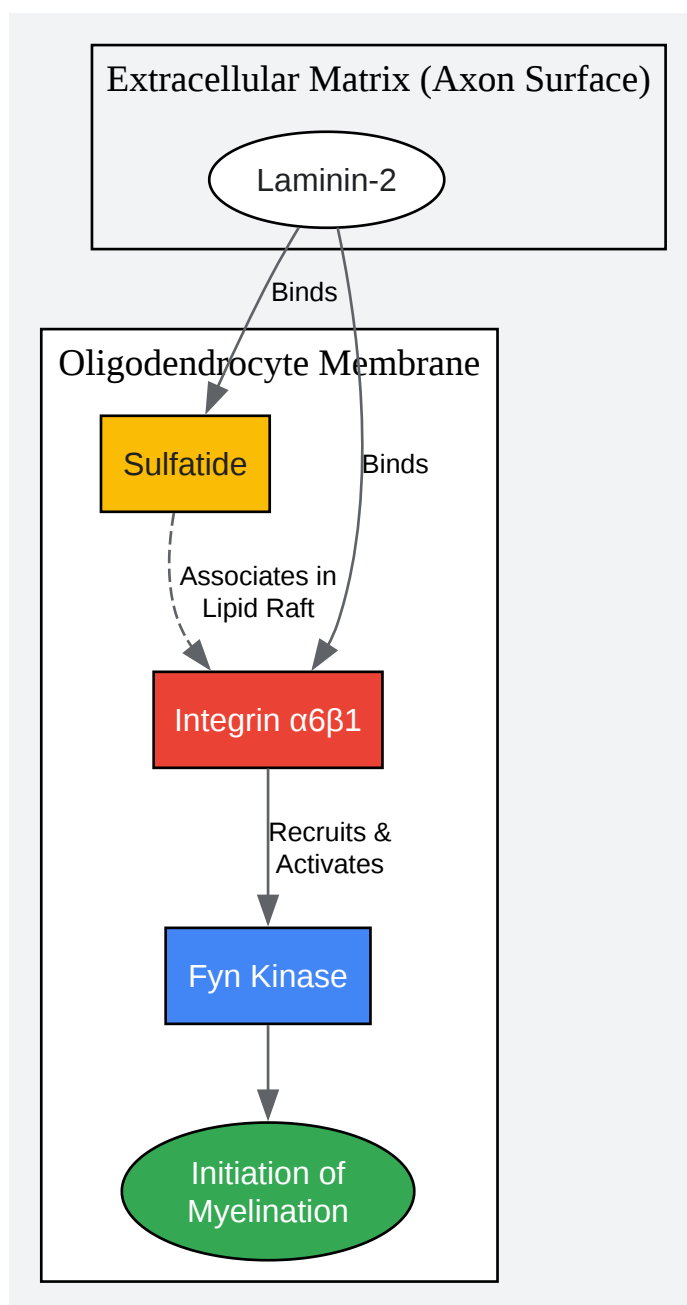 Extracellular Matrix (Axon Surface)
Laminin-2
Binds
Oligodendrocyte Membrane
Sulfatide
Binds
Associates in
Lipid Raft
Integrin α6β1
Recruits &
Activates
Fyn Kinase
Initiation of
Myelination